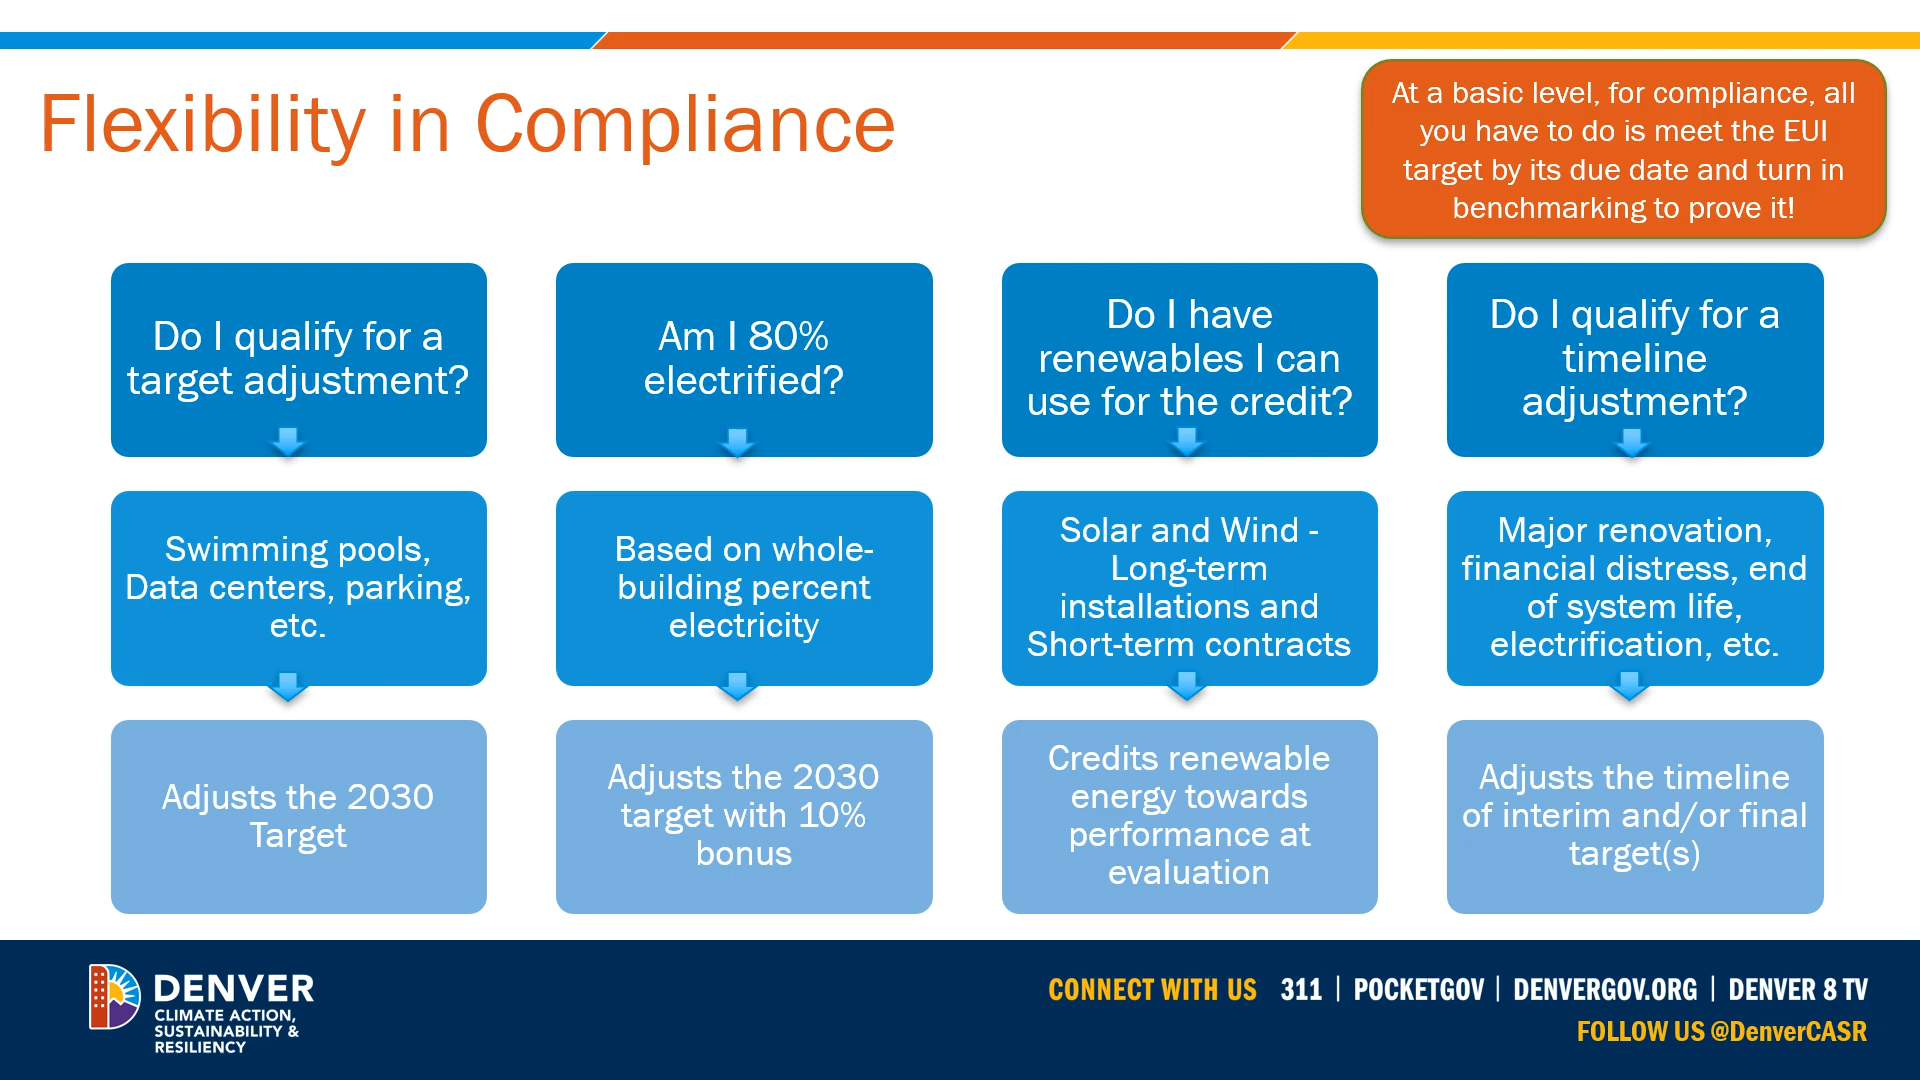 Flexibility in Compliance
At a basic level, for compliance, all
you have to do is meet the EUI
target by its due date and turn in
benchmarking to prove it!
Do I qualify for a
target adjustment?
Swimming pools,
Data centers, parking,
etc.
Adjusts the 2030
Target
Am I 80%
electrified?
Based on whole-
building percent
electricity
Adjusts the 2030
target with 10%
bonus
Do I have
renewables I can
use for the credit?
Solar and Wind -
Long-term
installations and
Short-term contracts
Credits renewable
energy towards
performance at
evaluation
Do I qualify for a
timeline
adjustment?
Major renovation,
financial distress, end
of system life,
electrification, etc.
Adjusts the timeline
of interim and/or final
target(s)
DENVER
CLIMATE ACTION,
SUSTAINABILITY &
RESILIENCY
CONNECT WITH US 311 | POCKETGOV | DENVERGOV.ORG | DENVER 8 TV
FOLLOW US @DenverCASR